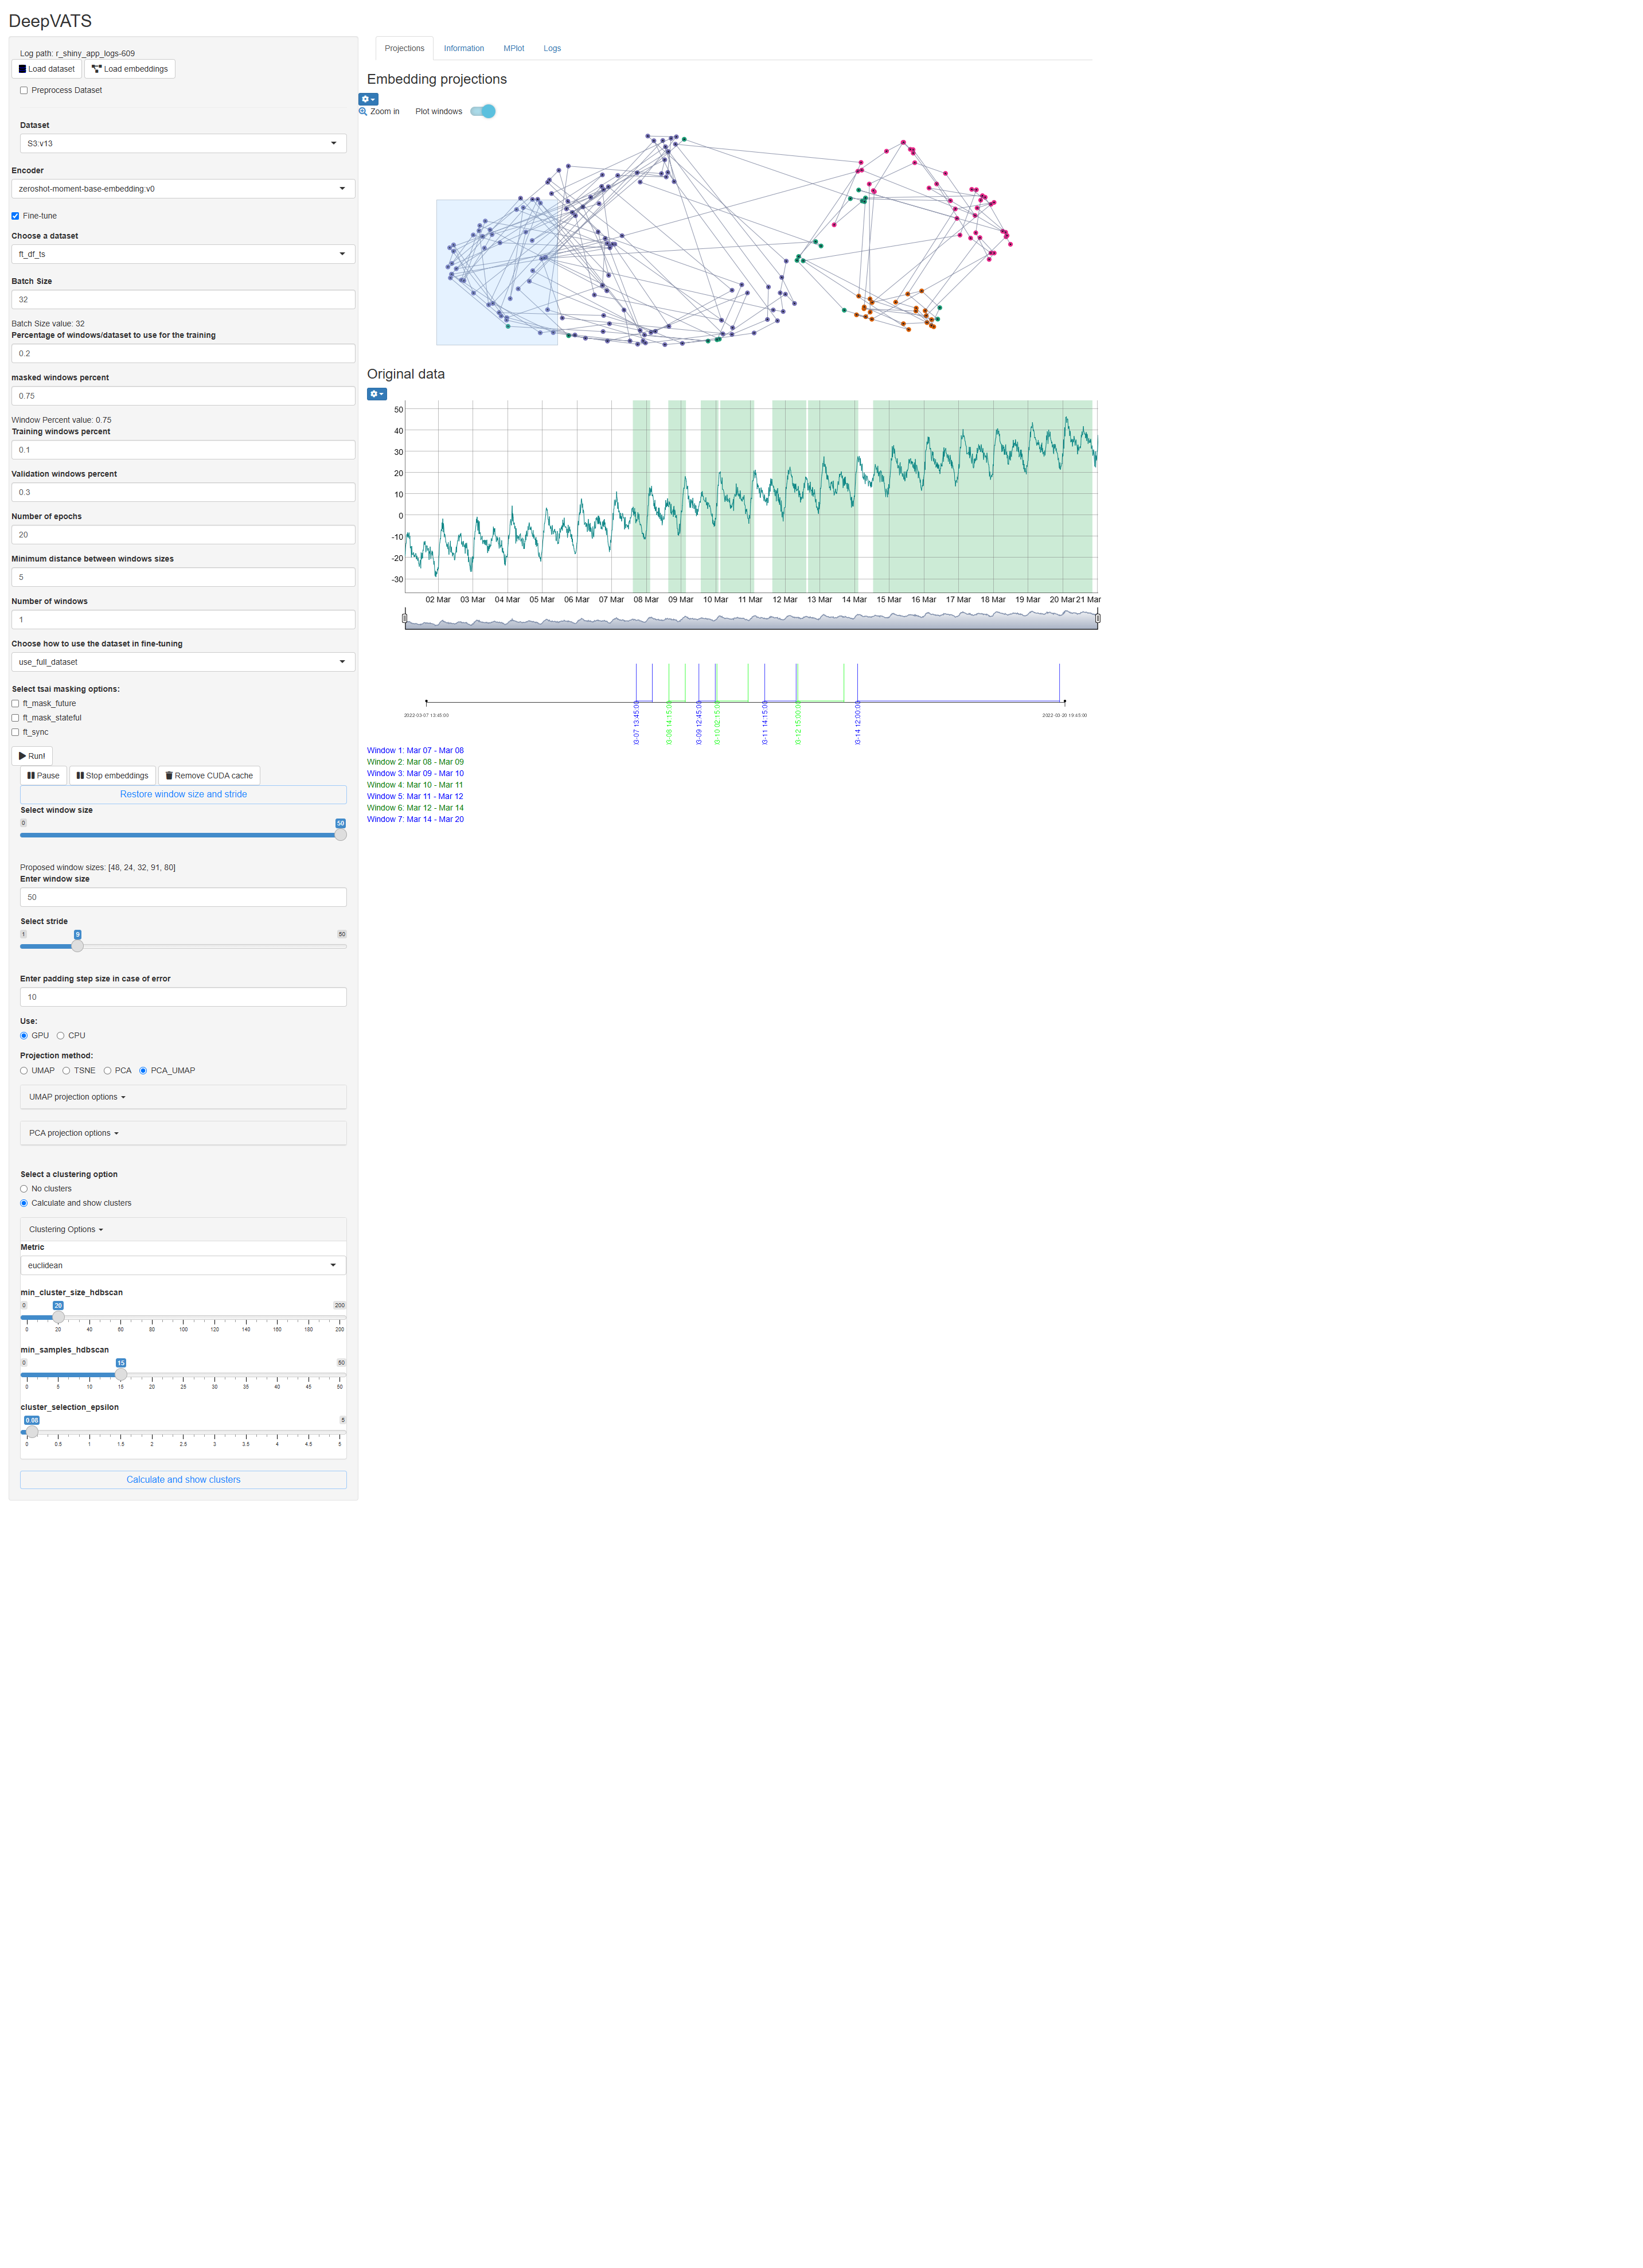 DeepVATS
Log path: r_shiny_app_logs-609
Load dataset
Load embeddings
Preprocess Dataset
Dataset
S3:v13
Encoder
zeroshot-moment-base-embedding:v0
Fine-tune
Choose a dataset
ft_df_ts
Batch Size
32
Batch Size value: 32
Percentage of windows/dataset to use for the training
0.2
masked windows percent
0.75
Window Percent value: 0.75
Training windows percent
0.1
Validation windows percent
0.3
Number of epochs
20
Minimum distance between windows sizes
5
Number of windows
1
Choose how to use the dataset in fine-tuning
use_full_dataset
Select tsai masking options:
ft_mask_future
ft_mask_stateful
ft_sync
Run!
Pause
Stop embeddings
Remove CUDA cache
Restore window size and stride
Select window size
0
50
Proposed window sizes: [48, 24, 32, 91, 80]
Enter window size
50
Select stride
1
9
50
Enter padding step size in case of error
10
Use:
GPU
CPU
Projection method:
UMAP
TSNE
PCA
PCA_UMAP
UMAP projection options
PCA projection options
Select a clustering option
No clusters
Calculate and show clusters
Clustering Options
Metric
euclidean
min_cluster_size_hdbscan
0
20
200
0 20 40 60 80 100 120 140 160 180 200
min_samples_hdbscan
0
15
50
0 5 10 15 20 25 30 35 40 45 50
cluster_selection_epsilon
0.08
5
0 0.5 1 1.5 2 2.5 3 3.5 4 4.5 5
Calculate and show clusters
Projections
Information
MPlot
Logs
Embedding projections
Zoom in
Plot windows
Original data
50
40
30
20
10
0
-10
-20
-30
02 Mar 03 Mar 04 Mar 05 Mar 06 Mar 07 Mar 08 Mar 09 Mar 10 Mar 11 Mar 12 Mar 13 Mar 14 Mar 15 Mar 16 Mar 17 Mar 18 Mar 19 Mar 20 Mar 21 Mar
2022-03-07 13:45:00
2022-03-20 19:45:00
03-07 13:45:00
03-08 14:15:00
03-09 12:45:00
03-10 02:15:00
03-11 14:15:00
03-12 15:00:00
03-14 12:00:00
Window 1: Mar 07 - Mar 08
Window 2: Mar 08 - Mar 09
Window 3: Mar 09 - Mar 10
Window 4: Mar 10 - Mar 11
Window 5: Mar 11 - Mar 12
Window 6: Mar 12 - Mar 14
Window 7: Mar 14 - Mar 20